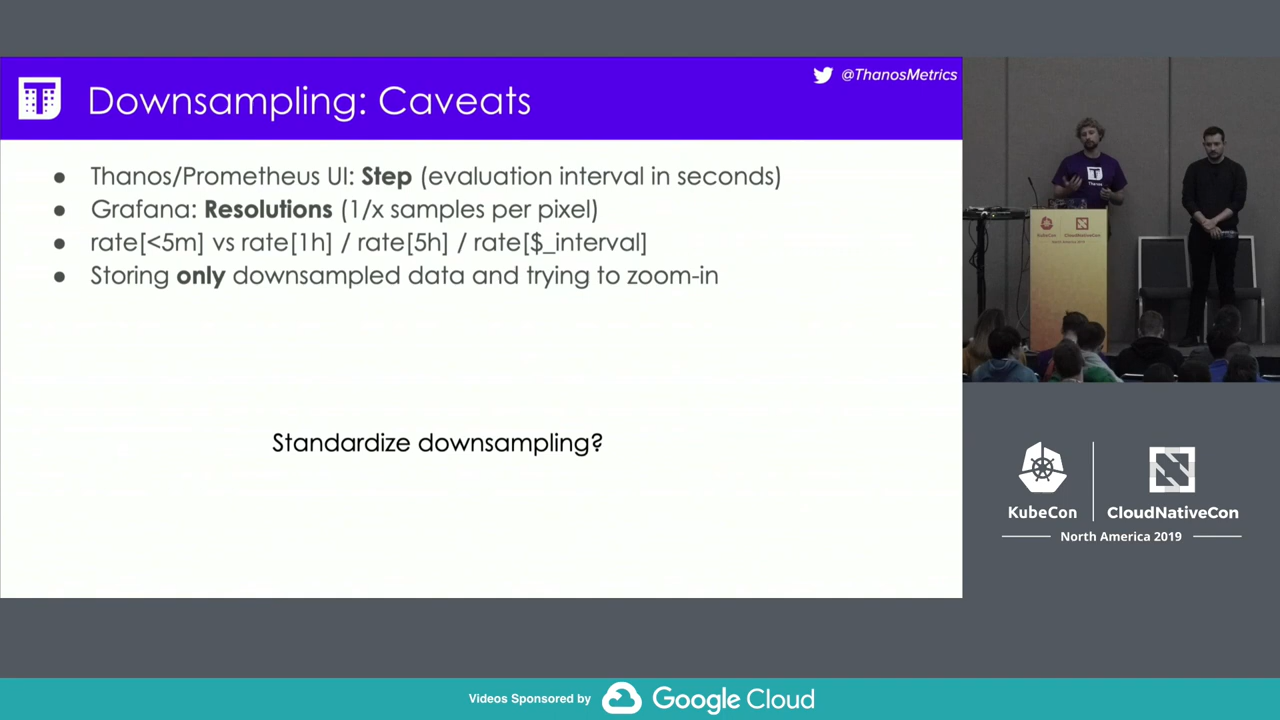 @ThanosMetrics
Downsampling: Caveats
● Thanos/Prometheus UI: Step (evaluation interval in seconds)
● Grafana: Resolutions (1/x samples per pixel)
● rate[<5m] vs rate[1h] / rate[5h] / rate[$_interval]
● Storing only downsampled data and trying to zoom-in
Standardize downsampling?
T
Thanos
KubeCon
CloudNativeCon
North America 2019
Videos Sponsored by Google Cloud